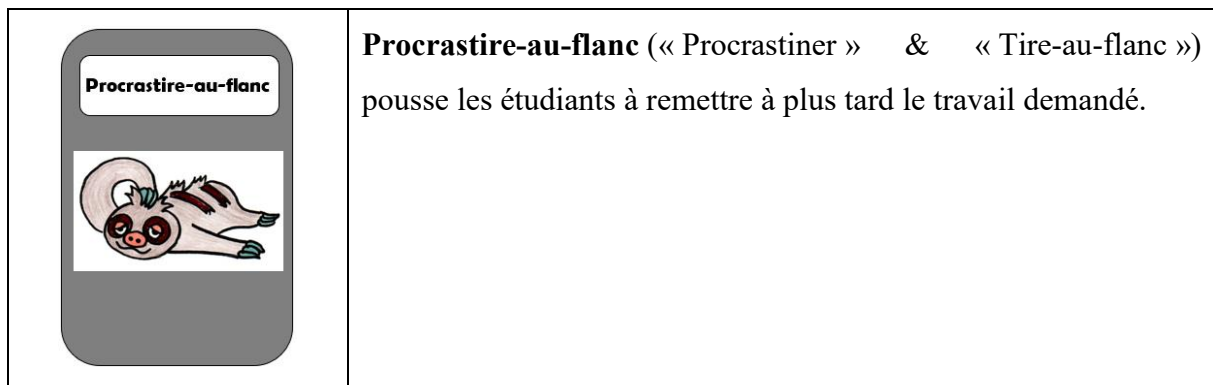 Procrastire-au-flanc
Procrastire-au-flanc (« Procrastiner » & « Tire-au-flanc »)
pousse les étudiants à remettre à plus tard le travail demandé.